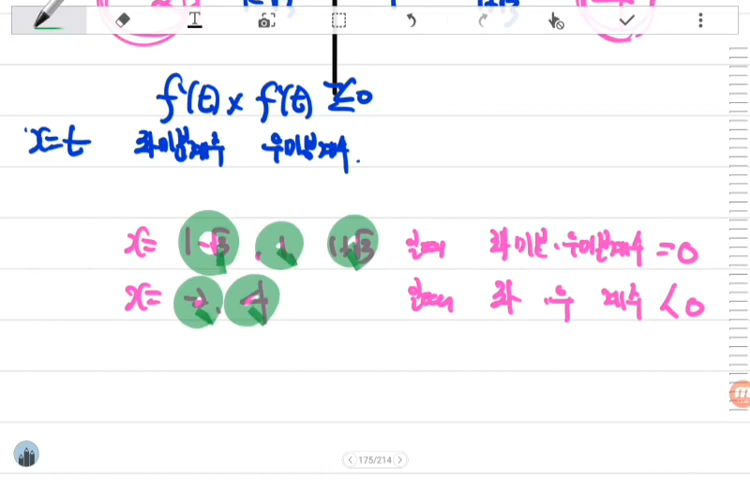 f'(t) × f'(t) ≤ 0
x=t 좌미분계수 우미분계수.
x= 1-√3, 1, 1+√3 일때 좌미분·우미분계수 =0
x= -2, 4 일때 좌 우 계수 <0
175/214